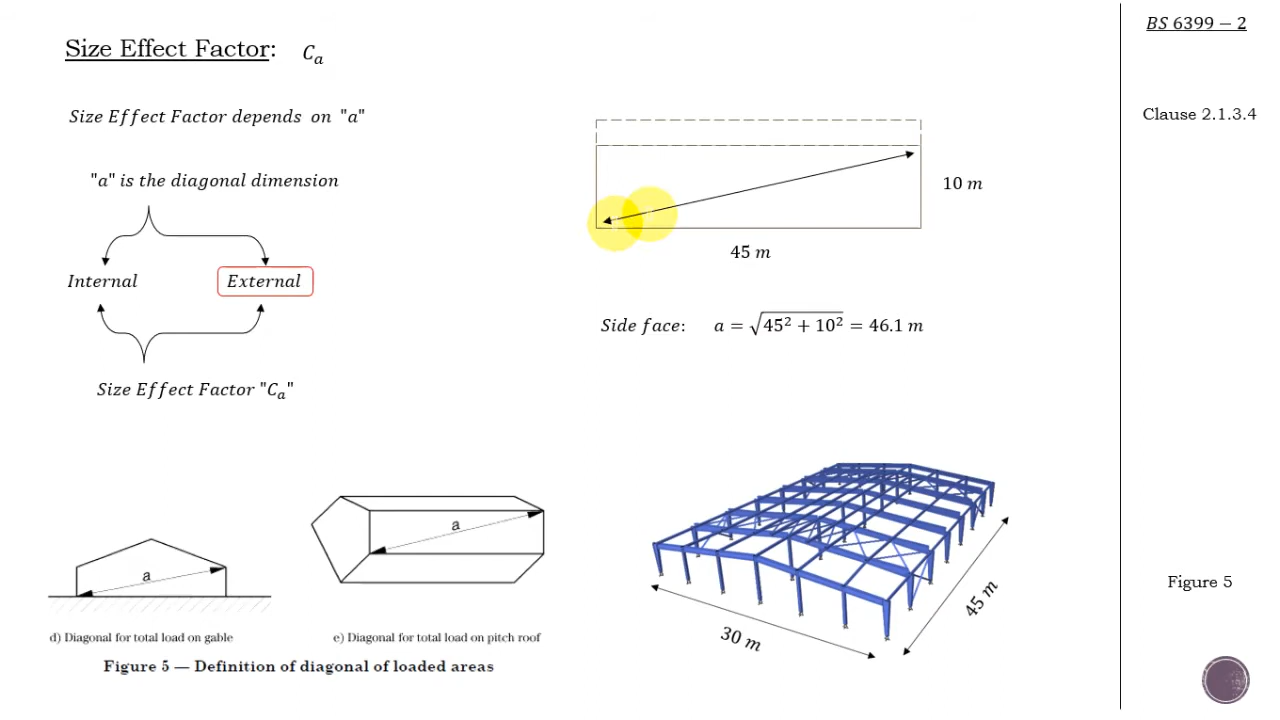 Size Effect Factor: Cₐ
Size Effect Factor depends on "a"
"a" is the diagonal dimension
Internal
External
Size Effect Factor "Cₐ"
10 m
45 m
Side face: a = √45² + 10² = 46.1 m
a
d) Diagonal for total load on gable
a
e) Diagonal for total load on pitch roof
Figure 5 — Definition of diagonal of loaded areas
30 m
45 m
BS 6399 − 2
Clause 2.1.3.4
Figure 5